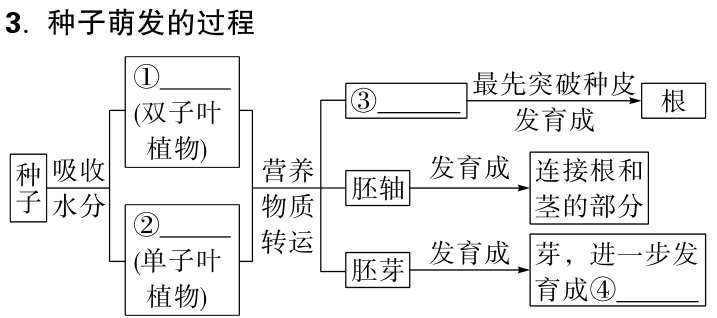 3. 种子萌发的过程
种
子
吸收
水分
①______
(双子叶
植物)
②______
(单子叶
植物)
营养
物质
转运
③______
最先突破种皮
发育成
根
胚轴
发育成
连接根和
茎的部分
胚芽
发育成
芽，进一步发
育成④______